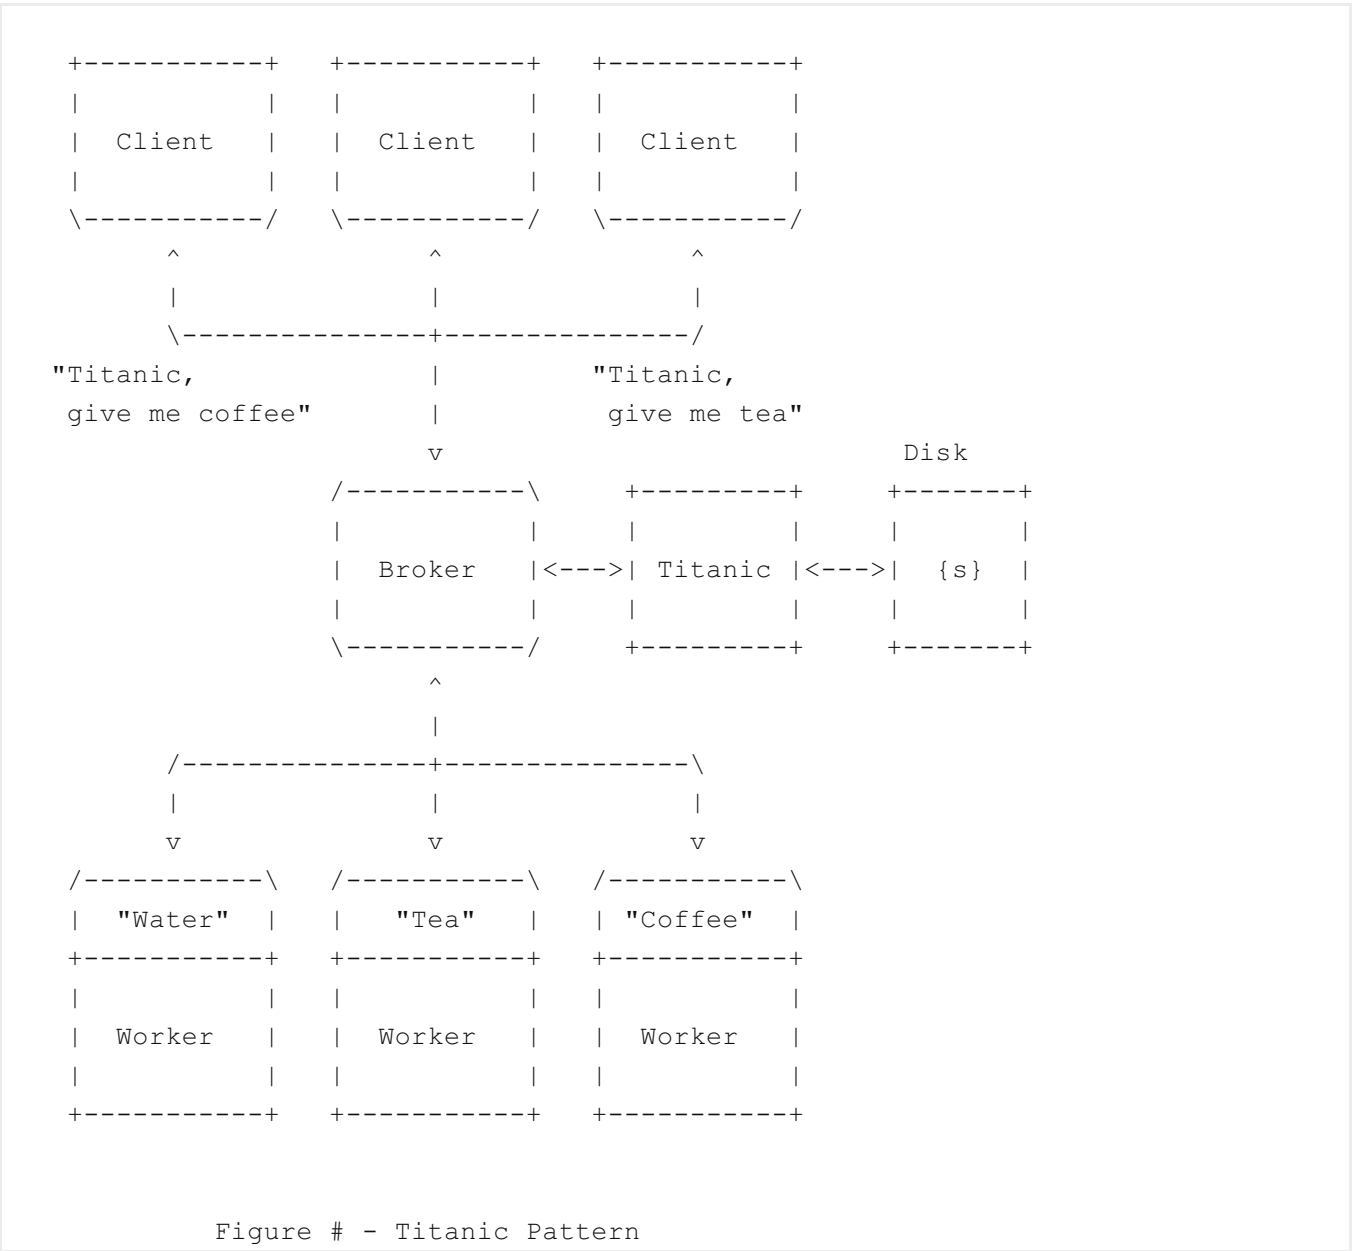 +-----------+   +-----------+   +-----------+
|           |   |           |   |           |
|  Client   |   |  Client   |   |  Client   |
|           |   |           |   |           |
\-----------/   \-----------/   \-----------/
      ^               ^               ^
      |               |               |
      \---------------+---------------/
"Titanic,             |         "Titanic,
 give me coffee"      |          give me tea"
                      v                            Disk
                /-----------\     +---------+     +-------+
                |           |     |         |     |       |
                |  Broker   |<--->| Titanic |<--->|  {s}  |
                |           |     |         |     |       |
                \-----------/     +---------+     +-------+
                      ^
                      |
      /---------------+---------------\
      |               |               |
      v               v               v
/-----------\   /-----------\   /-----------\
|  "Water"  |   |   "Tea"   |   | "Coffee"  |
+-----------+   +-----------+   +-----------+
|           |   |           |   |           |
|  Worker   |   |  Worker   |   |  Worker   |
|           |   |           |   |           |
+-----------+   +-----------+   +-----------+
         Figure # - Titanic Pattern